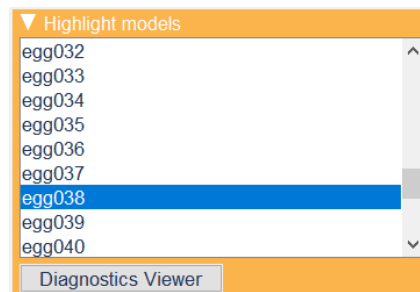 Highlight models
egg032
egg033
egg034
egg035
egg036
egg037
egg038
egg039
egg040
Diagnostics Viewer